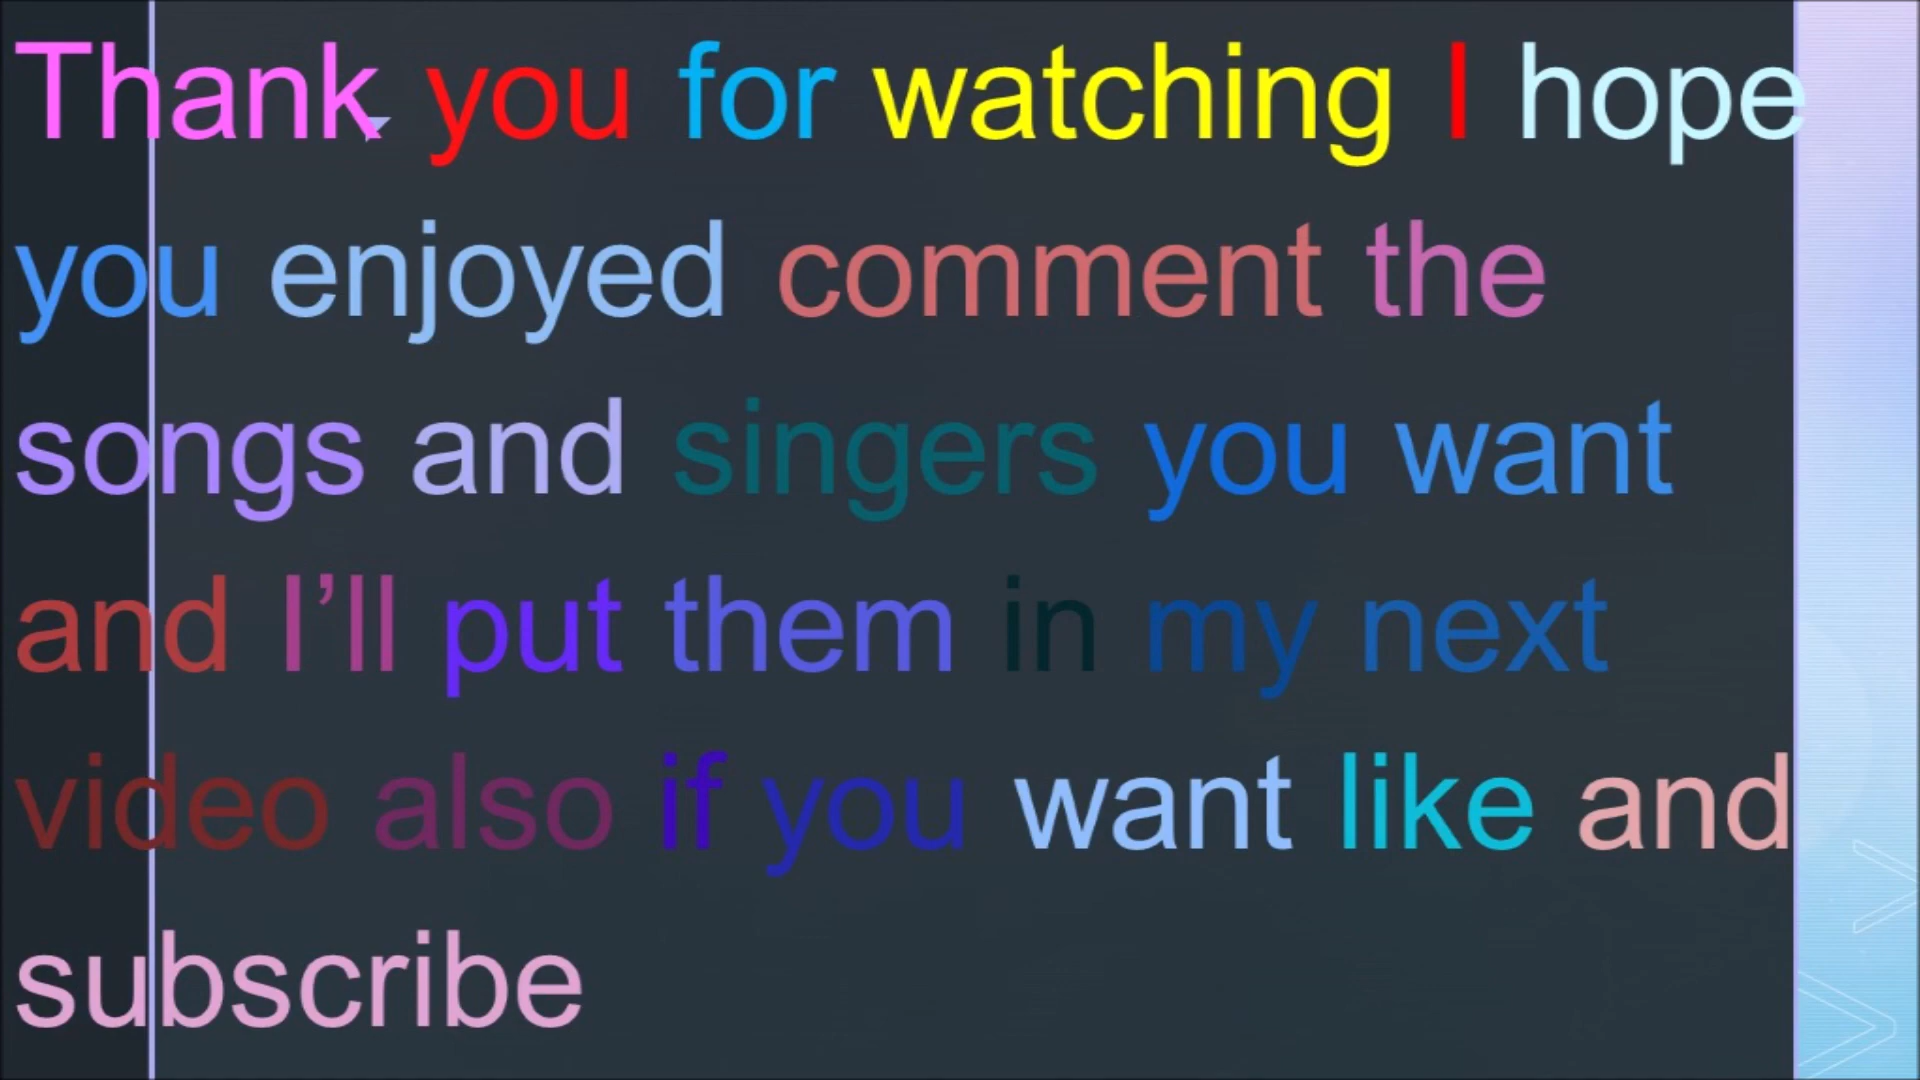 Thank you for watching I hope
you enjoyed comment the
songs and singers you want
and I’ll put them in my next
video also if you want like and
subscribe